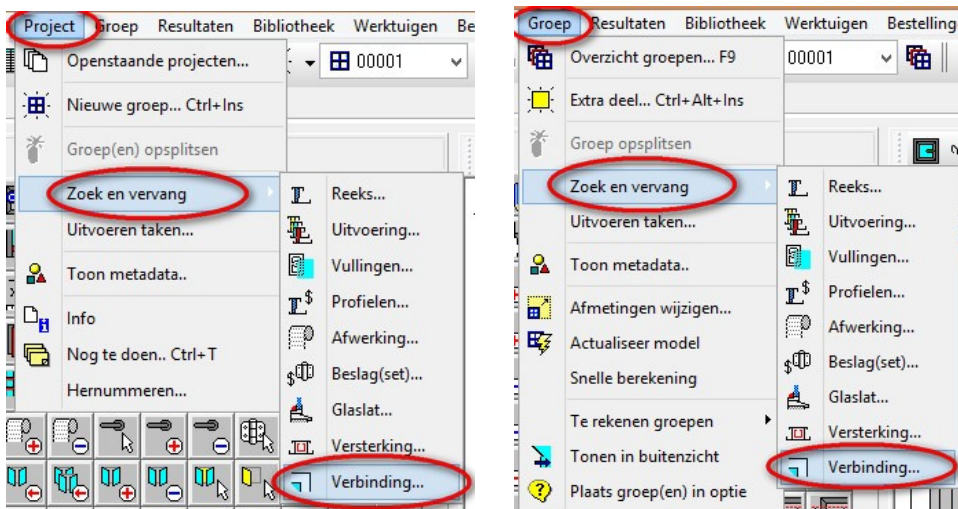 Project Groep Resultaten Bibliotheek Werktuigen Be
Openstaande projecten...
00001
Nieuwe groep... Ctrl+Ins
Groep(en) opsplitsen
Zoek en vervang
Uitvoeren taken...
Toon metadata..
Info
Nog te doen.. Ctrl+T
Hernummeren...
Reeks...
Uitvoering...
Vullingen...
Profielen...
Afwerking...
Beslag(set)...
Glaslat...
Versterking...
Verbinding...
Groep Resultaten Bibliotheek Werktuigen Bestelling
Overzicht groepen... F9
00001
Extra deel... Ctrl+Alt+Ins
Groep opsplitsen
Zoek en vervang
Uitvoeren taken...
Toon metadata..
Afmetingen wijzigen...
Actualiseer model
Snelle berekening
Te rekenen groepen
Tonen in buitenzicht
Plaats groep(en) in optie
Reeks...
Uitvoering...
Vullingen...
Profielen...
Afwerking...
Beslag(set)...
Glaslat...
Versterking...
Verbinding...